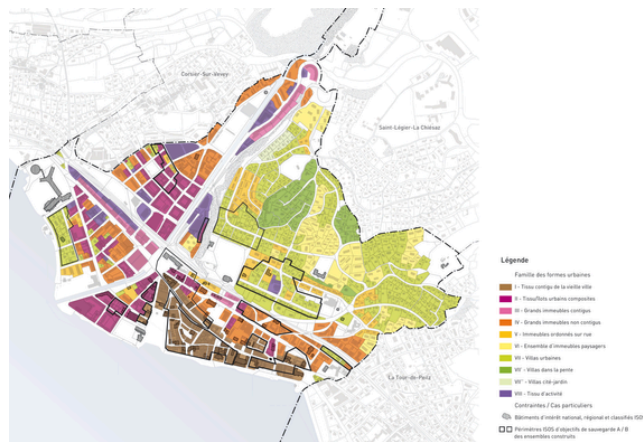 Corsier-Sur-Vevey
Saint-Légier-La Chiésaz
La Tour-de-Peilz
Légende
Famille des formes urbaines
I - Tissu contigu de la vieille ville
II - Tissu/îlots urbains composites
III - Grands immeubles contigus
IV - Grands immeubles non contigus
V - Immeubles ordonnés sur rue
VI - Ensemble d'immeubles paysagers
VII - Villas urbaines
VII' - Villas dans la pente
VII'' - Villas cité-jardin
VIII - Tissu d'activité
Contraintes / Cas particuliers
Bâtiments d'intérêt national, régional et classifiés ISOS
Périmètres ISOS d'objectifs de sauvegarde A / B
des ensembles construits